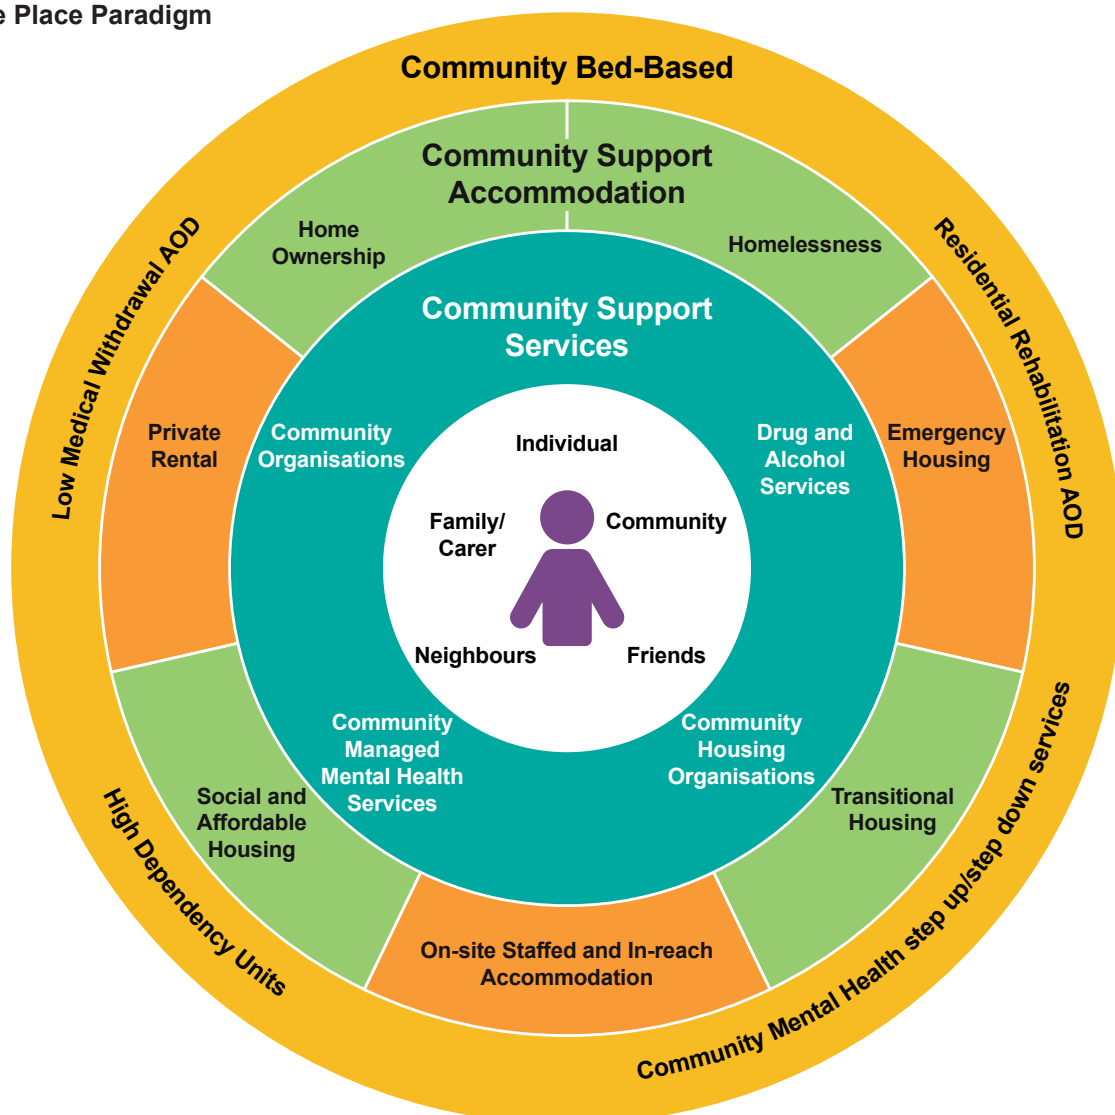 Place Paradigm
Community Bed-Based
Community Support
Accommodation
Home
Ownership
Homelessness
Low Medical Withdrawal AOD
Residential Rehabilitation AOD
Community Support
Services
Private
Rental
Community
Organisations
Drug and
Alcohol
Services
Emergency
Housing
Individual
Family/
Carer
Community
Neighbours
Friends
Community
Managed
Mental Health
Services
Community
Housing
Organisations
Social and
Affordable
Housing
Transitional
Housing
High Dependency Units
Community Mental Health step up/step down services
On-site Staffed and In-reach
Accommodation